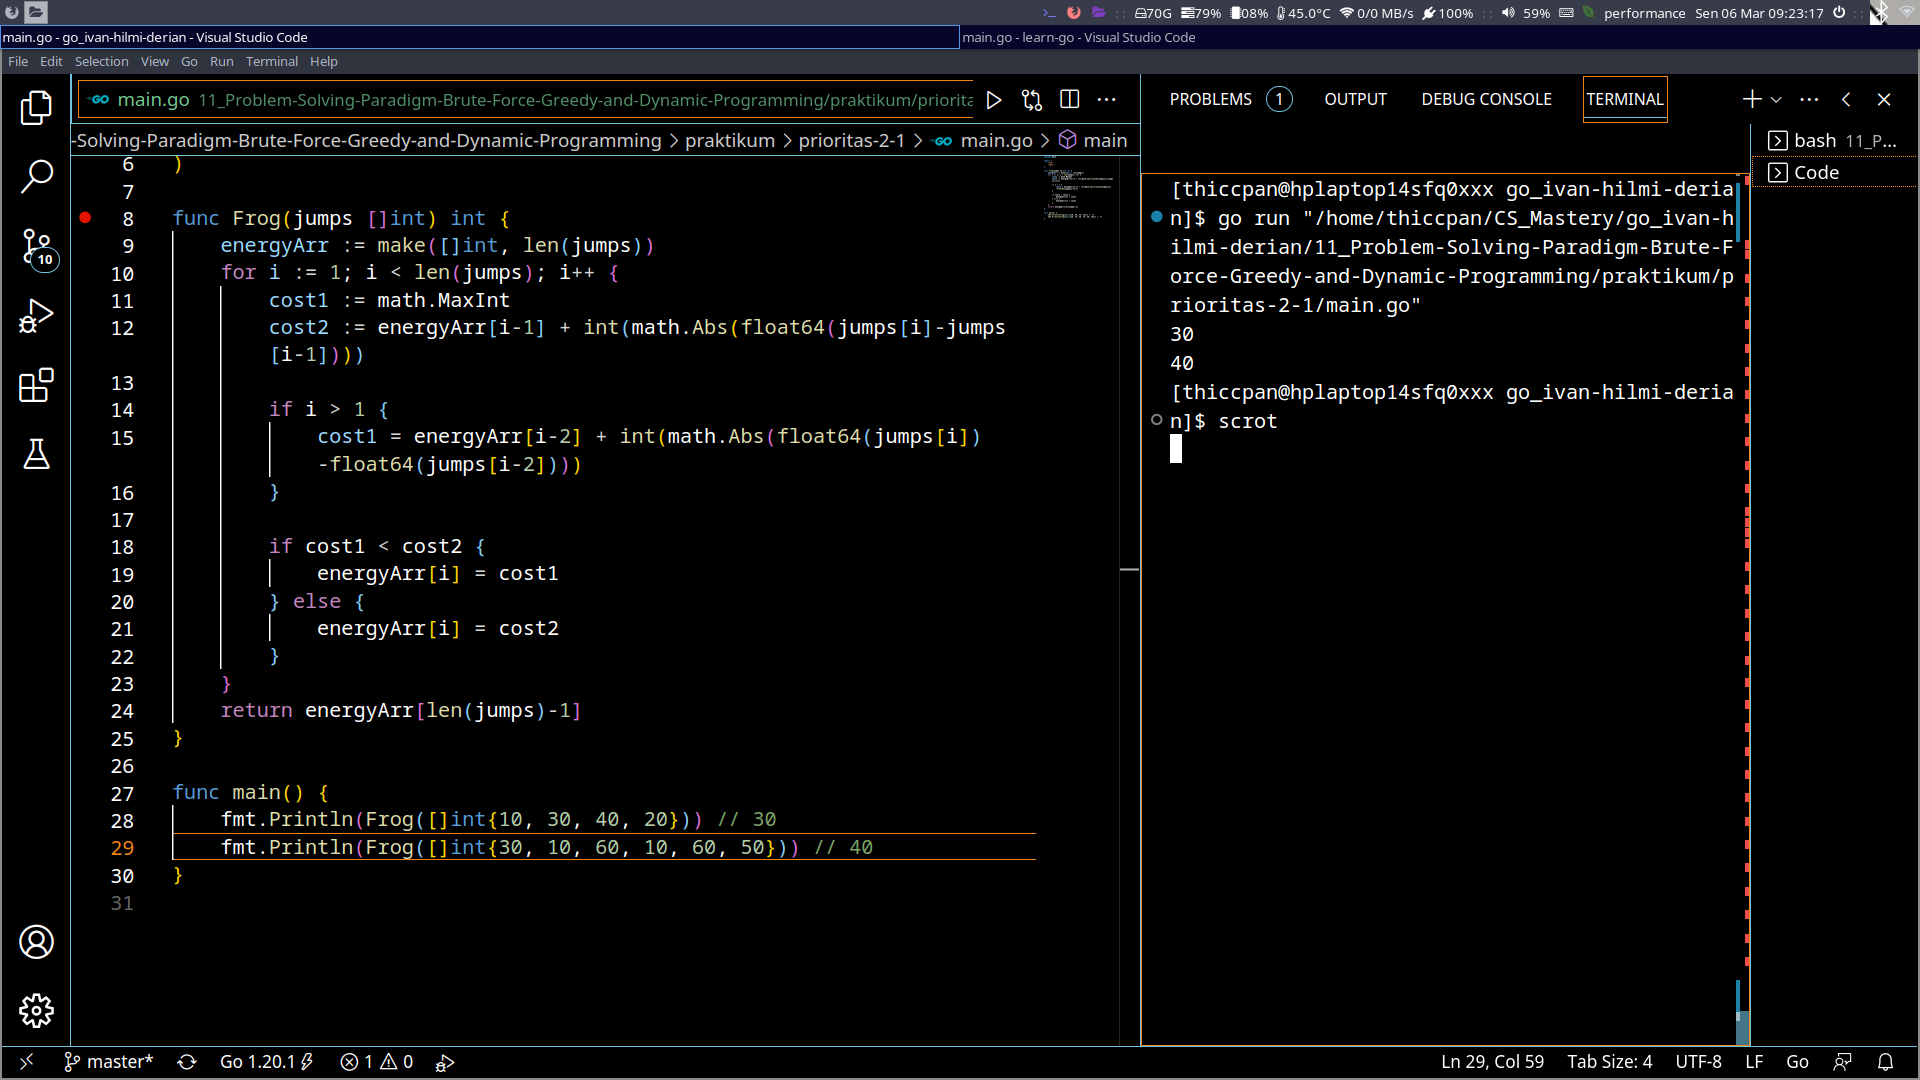 70G 79% 08% 45.0°C 0/0 MB/s 100% 59% performance Sen 06 Mar 09:23:17
main.go - go_ivan-hilmi-derian - Visual Studio Code
main.go - learn-go - Visual Studio Code
File Edit Selection View Go Run Terminal Help
main.go 11_Problem-Solving-Paradigm-Brute-Force-Greedy-and-Dynamic-Programming/praktikum/priorita
-Solving-Paradigm-Brute-Force-Greedy-and-Dynamic-Programming > praktikum > prioritas-2-1 > main.go > main
6 )
7
8 func Frog(jumps []int) int {
9 energyArr := make([]int, len(jumps))
10 for i := 1; i < len(jumps); i++ {
11 cost1 := math.MaxInt
12 cost2 := energyArr[i-1] + int(math.Abs(float64(jumps[i]-jumps
[i-1])))
13
14 if i > 1 {
15 cost1 = energyArr[i-2] + int(math.Abs(float64(jumps[i])
-float64(jumps[i-2])))
16 }
17
18 if cost1 < cost2 {
19 energyArr[i] = cost1
20 } else {
21 energyArr[i] = cost2
22 }
23 }
24 return energyArr[len(jumps)-1]
25 }
26
27 func main() {
28 fmt.Println(Frog([]int{10, 30, 40, 20})) // 30
29 fmt.Println(Frog([]int{30, 10, 60, 10, 60, 50})) // 40
30 }
31
10
PROBLEMS 1 OUTPUT DEBUG CONSOLE TERMINAL
[thiccpan@hplaptop14sfq0xxx go_ivan-hilmi-deria
n]$ go run "/home/thiccpan/CS_Mastery/go_ivan-h
ilmi-derian/11_Problem-Solving-Paradigm-Brute-F
orce-Greedy-and-Dynamic-Programming/praktikum/p
rioritas-2-1/main.go"
30
40
[thiccpan@hplaptop14sfq0xxx go_ivan-hilmi-deria
n]$ scrot
bash 11_P...
Code
master* Go 1.20.1 1 0 Ln 29, Col 59 Tab Size: 4 UTF-8 LF Go